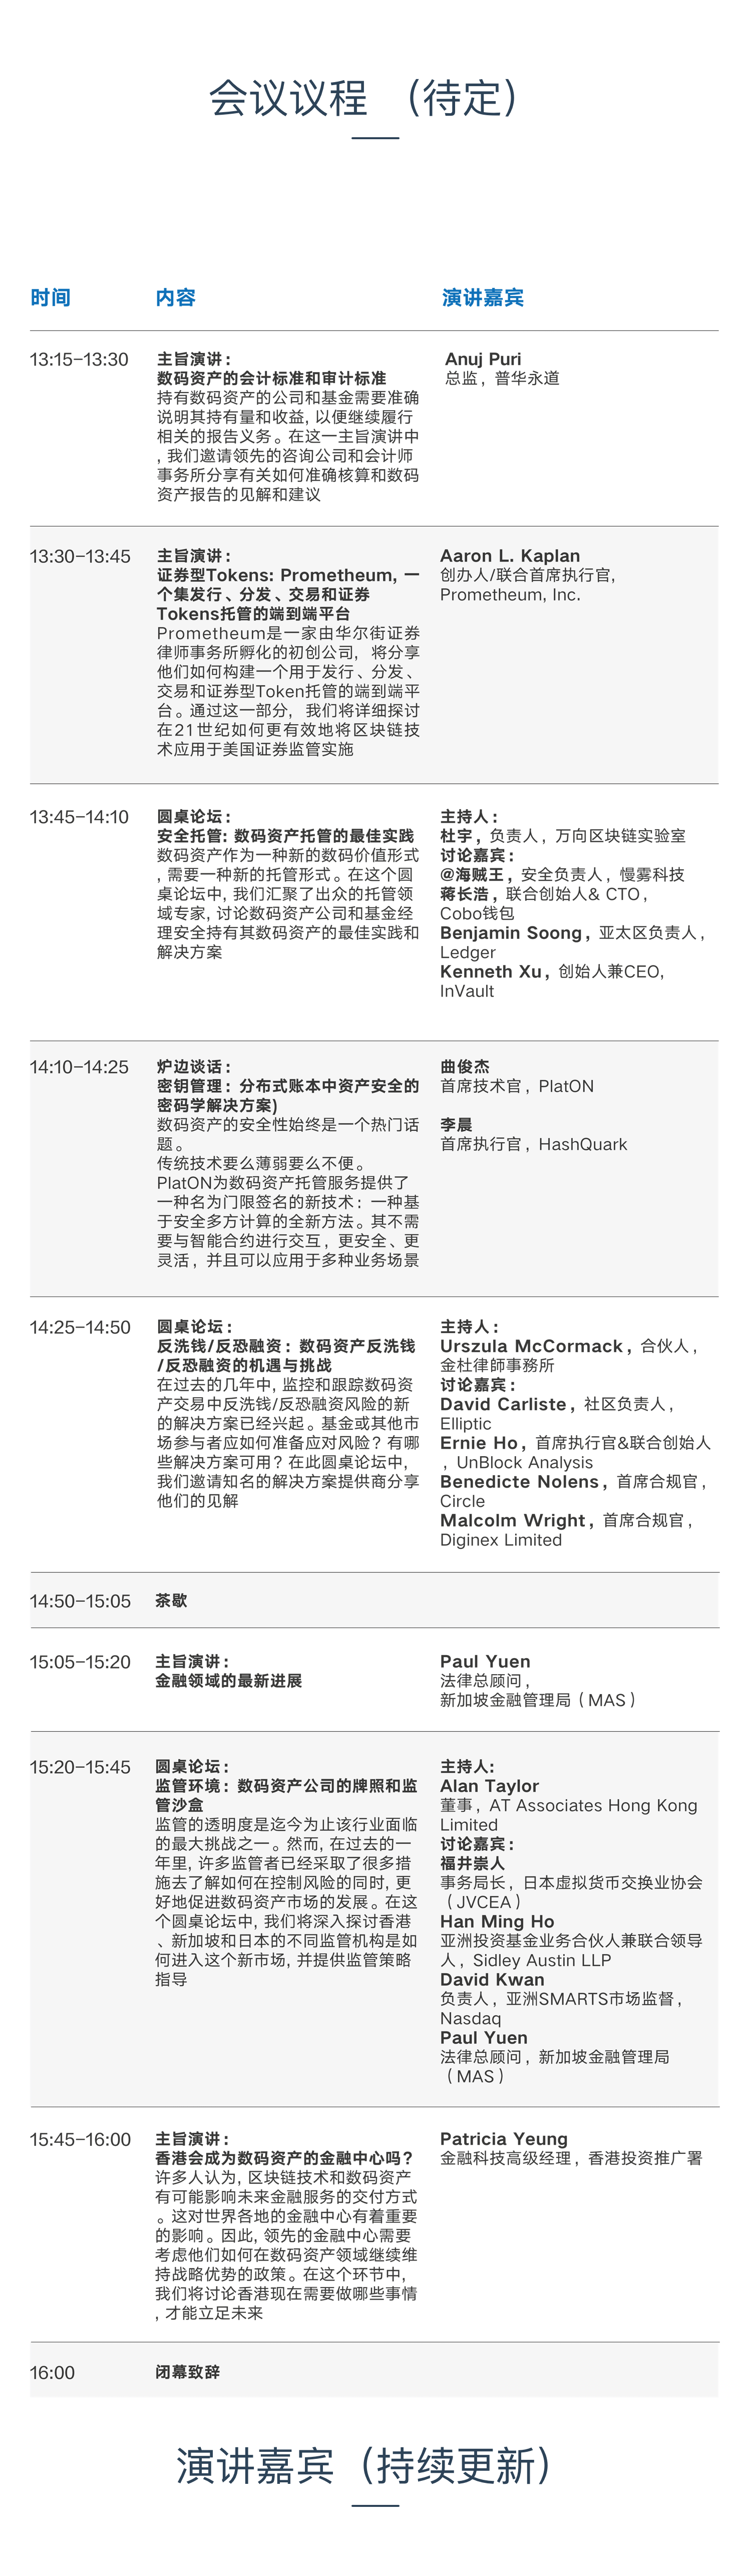 会议议程 （待定）
时间
内容
演讲嘉宾
13:15-13:30
主旨演讲：
数码资产的会计标准和审计标准
持有数码资产的公司和基金需要准确
说明其持有量和收益, 以便继续履行
相关的报告义务。在这一主旨演讲中
, 我们邀请领先的咨询公司和会计师
事务所分享有关如何准确核算和数码
资产报告的见解和建议
Anuj Puri
总监，普华永道
13:30-13:45
主旨演讲：
证券型Tokens: Prometheum, 一
个集发行、分发、交易和证券
Tokens托管的端到端平台
Prometheum是一家由华尔街证券
律师事务所孵化的初创公司，将分享
他们如何构建一个用于发行、分发、
交易和证券型Token托管的端到端平
台。通过这一部分，我们将详细探讨
在21世纪如何更有效地将区块链技
术应用于美国证券监管实施
Aaron L. Kaplan
创办人/联合首席执行官,
Prometheum, Inc.
13:45-14:10
圆桌论坛：
安全托管: 数码资产托管的最佳实践
数码资产作为一种新的数码价值形式
, 需要一种新的托管形式。在这个圆
桌论坛中, 我们汇聚了出众的托管领
域专家, 讨论数码资产公司和基金经
理安全持有其数码资产的最佳实践和
解决方案
主持人：
杜宇，负责人，万向区块链实验室
讨论嘉宾：
@海贼王，安全负责人，慢雾科技
蒋长浩，联合创始人& CTO，
Cobo钱包
Benjamin Soong，亚太区负责人，
Ledger
Kenneth Xu，创始人兼CEO,
InVault
14:10-14:25
炉边谈话：
密钥管理：分布式账本中资产安全的
密码学解决方案)
数码资产的安全性始终是一个热门话
题。
传统技术要么薄弱要么不便。
PlatON为数码资产托管服务提供了
一种名为门限签名的新技术：一种基
于安全多方计算的全新方法。其不需
要与智能合约进行交互，更安全、更
灵活，并且可以应用于多种业务场景
曲俊杰
首席技术官，PlatON
李晨
首席执行官，HashQuark
14:25-14:50
圆桌论坛：
反洗钱/反恐融资：数码资产反洗钱
/反恐融资的机遇与挑战
在过去的几年中, 监控和跟踪数码资
产交易中反洗钱/反恐融资风险的新
的解决方案已经兴起。基金或其他市
场参与者应如何准备应对风险？有哪
些解决方案可用？在此圆桌论坛中,
我们邀请知名的解决方案提供商分享
他们的见解
主持人：
Urszula McCormack，合伙人，
金杜律師事務所
讨论嘉宾：
David Carliste，社区负责人，
Elliptic
Ernie Ho，首席执行官&联合创始人
，UnBlock Analysis
Benedicte Nolens，首席合规官，
Circle
Malcolm Wright，首席合规官，
Diginex Limited
14:50-15:05
茶歇
15:05-15:20
主旨演讲：
金融领域的最新进展
Paul Yuen
法律总顾问，
新加坡金融管理局（MAS）
15:20-15:45
圆桌论坛：
监管环境：数码资产公司的牌照和监
管沙盒
监管的透明度是迄今为止该行业面临
的最大挑战之一。然而, 在过去的一
年里, 许多监管者已经采取了很多措
施去了解如何在控制风险的同时, 更
好地促进数码资产市场的发展。在这
个圆桌论坛中, 我们将深入探讨香港
、新加坡和日本的不同监管机构是如
何进入这个新市场, 并提供监管策略
指导
主持人:
Alan Taylor
董事，AT Associates Hong Kong
Limited
讨论嘉宾：
福井崇人
事务局长，日本虚拟货币交换业协会
（JVCEA）
Han Ming Ho
亚洲投资基金业务合伙人兼联合领导
人，Sidley Austin LLP
David Kwan
负责人，亚洲SMARTS市场监督，
Nasdaq
Paul Yuen
法律总顾问，新加坡金融管理局
（MAS）
15:45-16:00
主旨演讲：
香港会成为数码资产的金融中心吗？
许多人认为, 区块链技术和数码资产
有可能影响未来金融服务的交付方式
。这对世界各地的金融中心有着重要
的影响。因此, 领先的金融中心需要
考虑他们如何在数码资产领域继续维
持战略优势的政策。在这个环节中,
我们将讨论香港现在需要做哪些事情
, 才能立足未来
Patricia Yeung
金融科技高级经理，香港投资推广署
16:00
闭幕致辞
演讲嘉宾（持续更新）